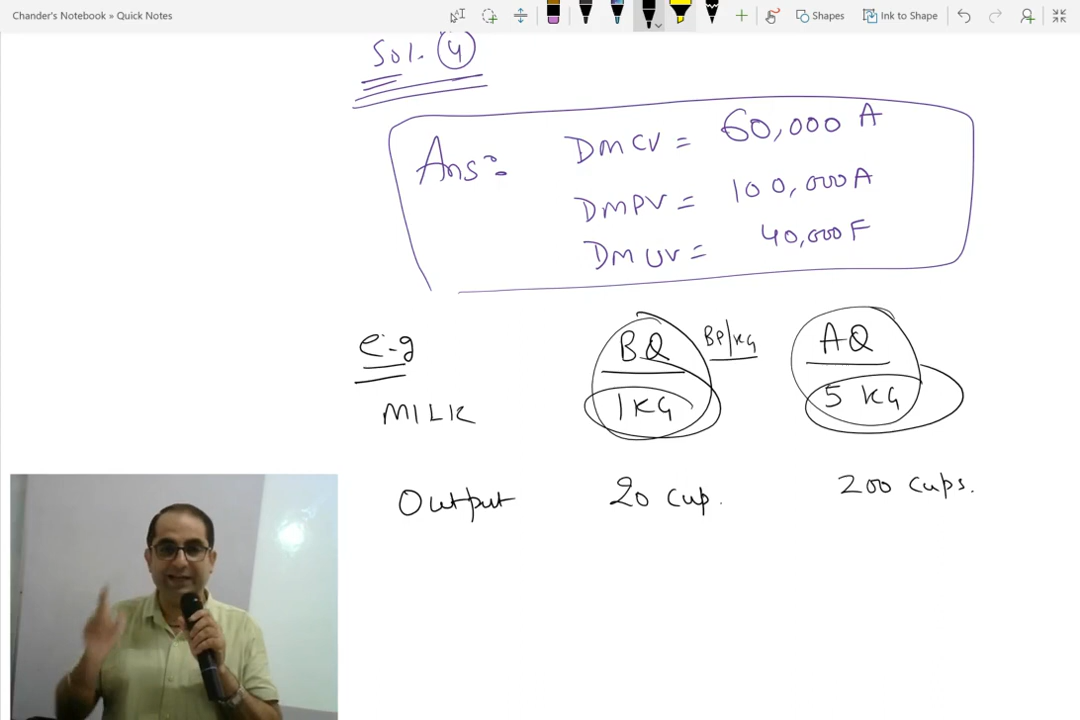 Chander's Notebook » Quick Notes
Shapes
Ink to Shape
Sol. 4
Ans:
DMCV = 60,000 A
DMPV = 100,000 A
DMUV = 40,000 F
e-g
BQ
BP/KG
AQ
MILK
1 KG
5 KG
Output
20 cup.
200 cups.